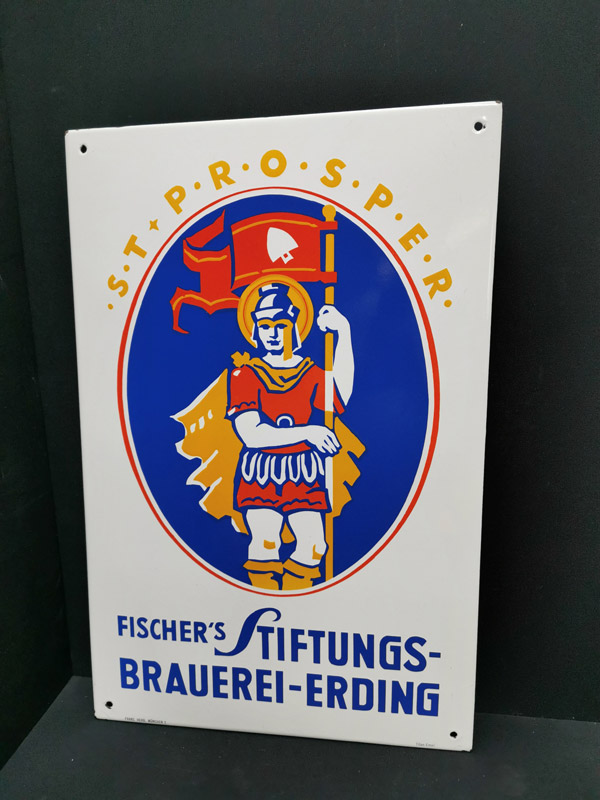 ·S·T✦P·R·O·S·P·E·R·
FISCHER'S STIFTUNGS-
BRAUEREI-ERDING